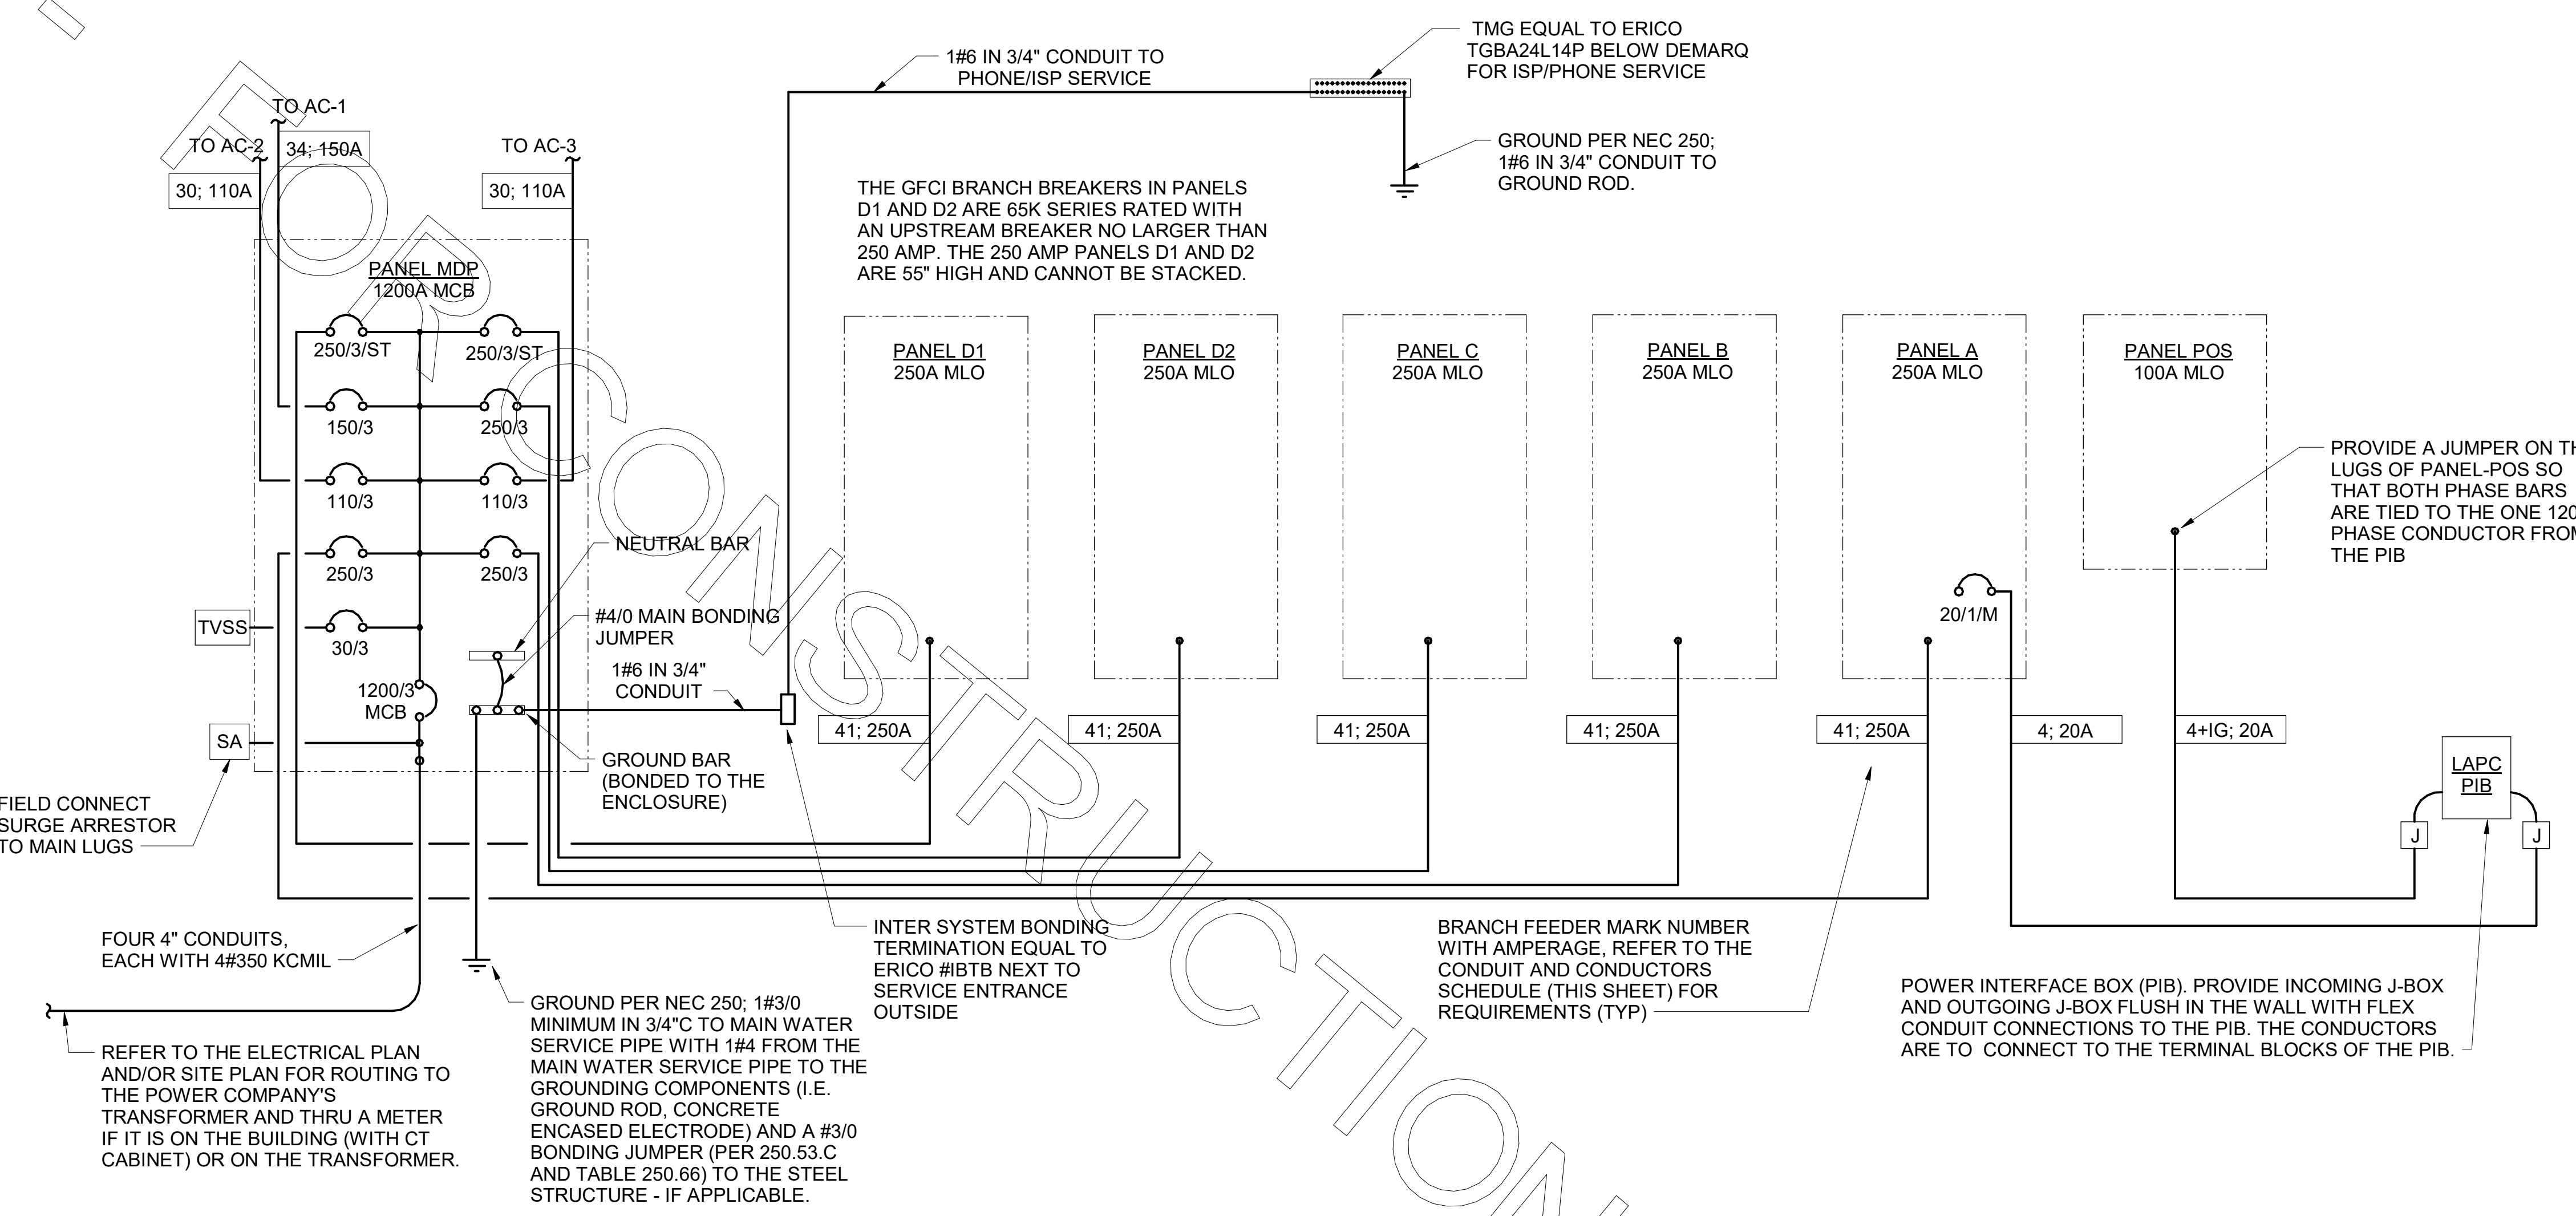 TO AC-1
TO AC-2
34; 150A
TO AC-3
30; 110A
30; 110A
1#6 IN 3/4" CONDUIT TO
PHONE/ISP SERVICE
TMG EQUAL TO ERICO
TGBA24L14P BELOW DEMARQ
FOR ISP/PHONE SERVICE
GROUND PER NEC 250;
1#6 IN 3/4" CONDUIT TO
GROUND ROD.
THE GFCI BRANCH BREAKERS IN PANELS
D1 AND D2 ARE 65K SERIES RATED WITH
AN UPSTREAM BREAKER NO LARGER THAN
250 AMP. THE 250 AMP PANELS D1 AND D2
ARE 55" HIGH AND CANNOT BE STACKED.
PANEL MDP
1200A MCB
250/3/ST
250/3/ST
150/3
250/3
110/3
110/3
250/3
250/3
TVSS
30/3
1200/3
MCB
SA
NEUTRAL BAR
#4/0 MAIN BONDING
JUMPER
1#6 IN 3/4"
CONDUIT
GROUND BAR
(BONDED TO THE
ENCLOSURE)
PANEL D1
250A MLO
PANEL D2
250A MLO
PANEL C
250A MLO
PANEL B
250A MLO
PANEL A
250A MLO
PANEL POS
100A MLO
20/1/M
PROVIDE A JUMPER ON TH
LUGS OF PANEL-POS SO
THAT BOTH PHASE BARS
ARE TIED TO THE ONE 120
PHASE CONDUCTOR FROM
THE PIB
41; 250A
41; 250A
41; 250A
41; 250A
41; 250A
4; 20A
4+IG; 20A
LAPC
PIB
J
J
FIELD CONNECT
SURGE ARRESTOR
TO MAIN LUGS
FOUR 4" CONDUITS,
EACH WITH 4#350 KCMIL
REFER TO THE ELECTRICAL PLAN
AND/OR SITE PLAN FOR ROUTING TO
THE POWER COMPANY'S
TRANSFORMER AND THRU A METER
IF IT IS ON THE BUILDING (WITH CT
CABINET) OR ON THE TRANSFORMER.
GROUND PER NEC 250; 1#3/0
MINIMUM IN 3/4"C TO MAIN WATER
SERVICE PIPE WITH 1#4 FROM THE
MAIN WATER SERVICE PIPE TO THE
GROUNDING COMPONENTS (I.E.
GROUND ROD, CONCRETE
ENCASED ELECTRODE) AND A #3/0
BONDING JUMPER (PER 250.53.C
AND TABLE 250.66) TO THE STEEL
STRUCTURE - IF APPLICABLE.
INTER SYSTEM BONDING
TERMINATION EQUAL TO
ERICO #IBTB NEXT TO
SERVICE ENTRANCE
OUTSIDE
BRANCH FEEDER MARK NUMBER
WITH AMPERAGE, REFER TO THE
CONDUIT AND CONDUCTORS
SCHEDULE (THIS SHEET) FOR
REQUIREMENTS (TYP)
POWER INTERFACE BOX (PIB). PROVIDE INCOMING J-BOX
AND OUTGOING J-BOX FLUSH IN THE WALL WITH FLEX
CONDUIT CONNECTIONS TO THE PIB. THE CONDUCTORS
ARE TO CONNECT TO THE TERMINAL BLOCKS OF THE PIB.
FOR CONSTRUCTION